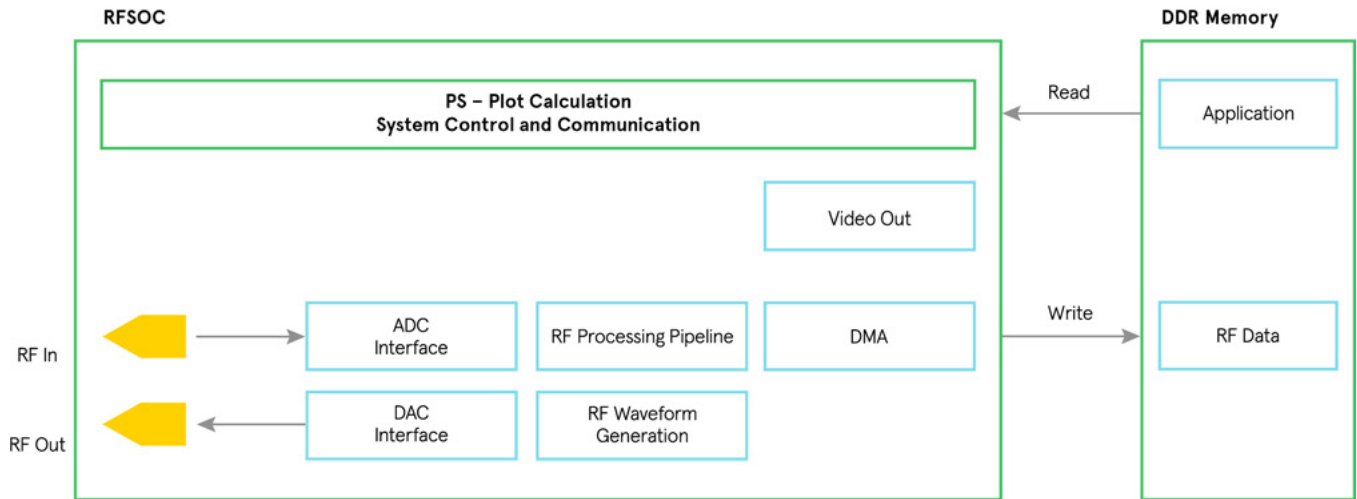 RFSOC
DDR Memory
PS – Plot Calculation
System Control and Communication
Read
Application
Video Out
RF In
ADC
Interface
RF Processing Pipeline
DMA
Write
RF Data
RF Out
DAC
Interface
RF Waveform
Generation